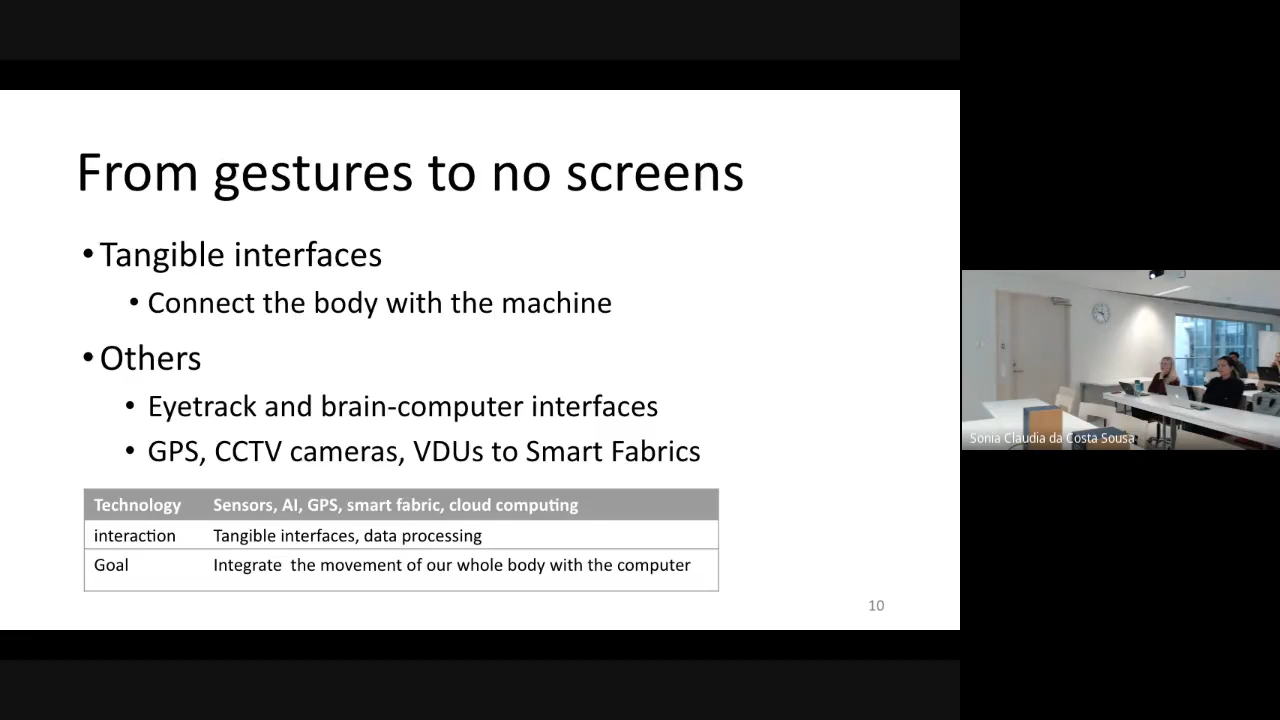 From gestures to no screens
•Tangible interfaces
• Connect the body with the machine
•Others
• Eyetrack and brain-computer interfaces
• GPS, CCTV cameras, VDUs to Smart Fabrics
Technology Sensors, AI, GPS, smart fabric, cloud computing
interaction Tangible interfaces, data processing
Goal Integrate the movement of our whole body with the computer
10
Sonia Claudia da Costa Sousa